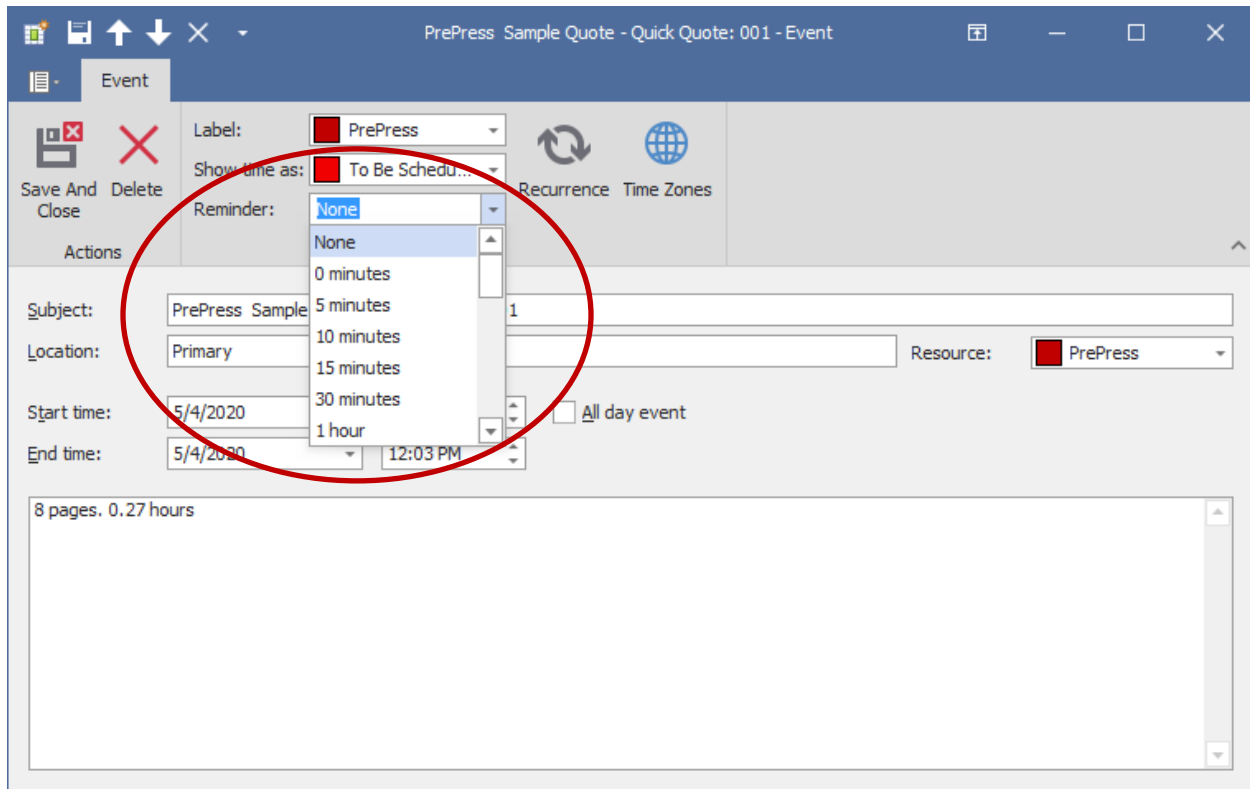 PrePress Sample Quote - Quick Quote: 001 - Event
Event
Label: PrePress
Show time as: To Be Schedu...
Reminder: None
Save And Close
Delete
Recurrence
Time Zones
Actions
None
0 minutes
5 minutes
10 minutes
15 minutes
30 minutes
1 hour
Subject: PrePress Sample 1
Location: Primary
Resource: PrePress
Start time: 5/4/2020
All day event
End time: 5/4/2020 12:03 PM
8 pages. 0.27 hours